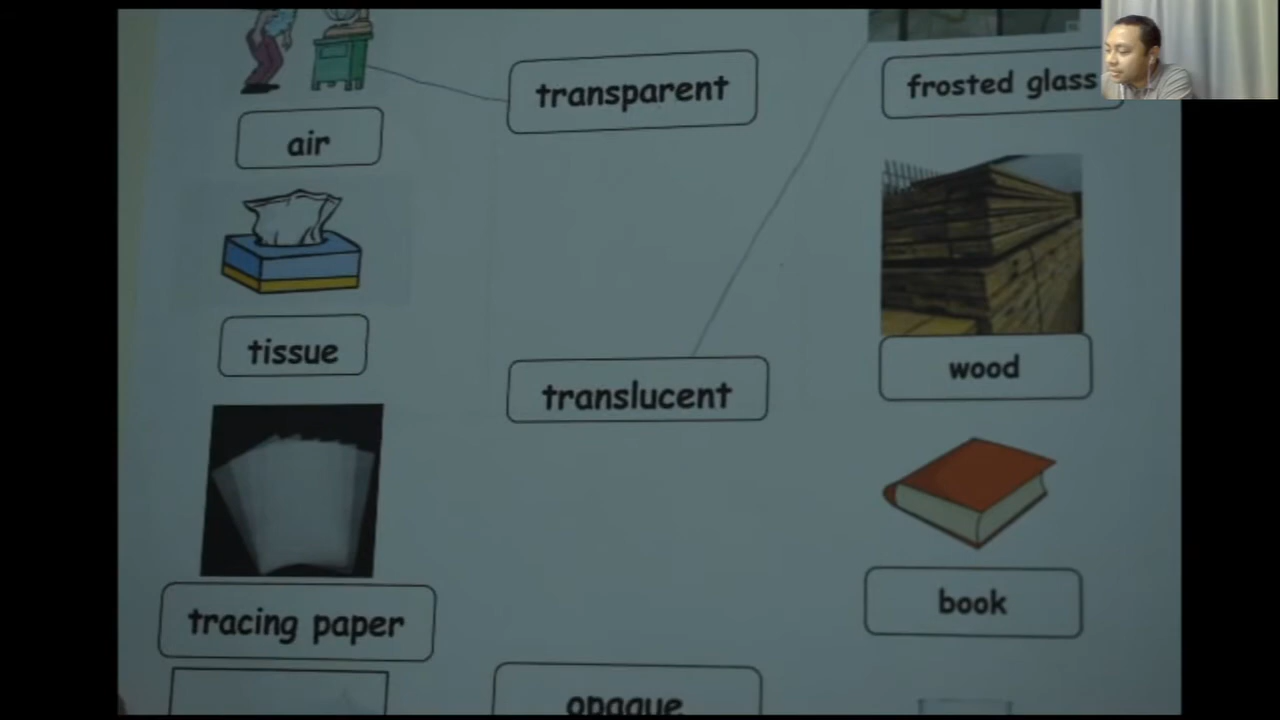 transparent
frosted glass
air
tissue
wood
translucent
book
tracing paper
opaque